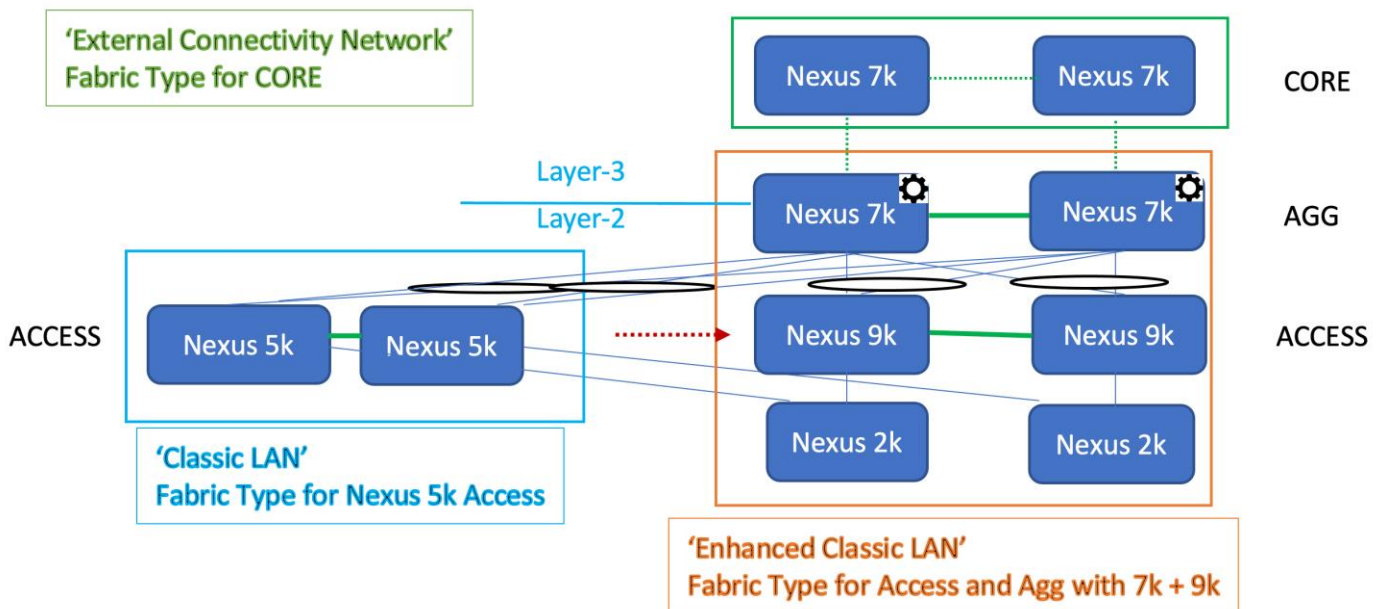 ‘External Connectivity Network’
Fabric Type for CORE
Nexus 7k
Nexus 7k
CORE
Layer-3
Layer-2
Nexus 7k
Nexus 7k
AGG
ACCESS
Nexus 5k
Nexus 5k
Nexus 9k
Nexus 9k
ACCESS
Nexus 2k
Nexus 2k
‘Classic LAN’
Fabric Type for Nexus 5k Access
‘Enhanced Classic LAN’
Fabric Type for Access and Agg with 7k + 9k